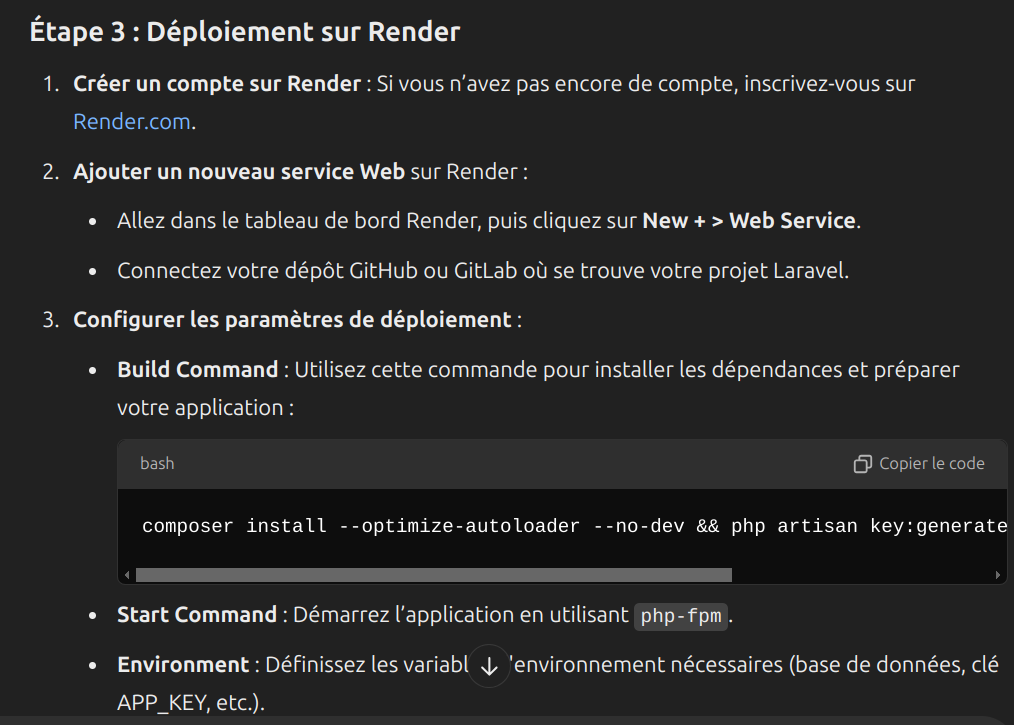 Étape 3 : Déploiement sur Render
1. Créer un compte sur Render : Si vous n’avez pas encore de compte, inscrivez-vous sur
Render.com.
2. Ajouter un nouveau service Web sur Render :
• Allez dans le tableau de bord Render, puis cliquez sur New + > Web Service.
• Connectez votre dépôt GitHub ou GitLab où se trouve votre projet Laravel.
3. Configurer les paramètres de déploiement :
• Build Command : Utilisez cette commande pour installer les dépendances et préparer
votre application :
bash
Copier le code
composer install --optimize-autoloader --no-dev && php artisan key:generate
• Start Command : Démarrez l’application en utilisant php-fpm.
• Environment : Définissez les variabl 'environnement nécessaires (base de données, clé
APP_KEY, etc.).